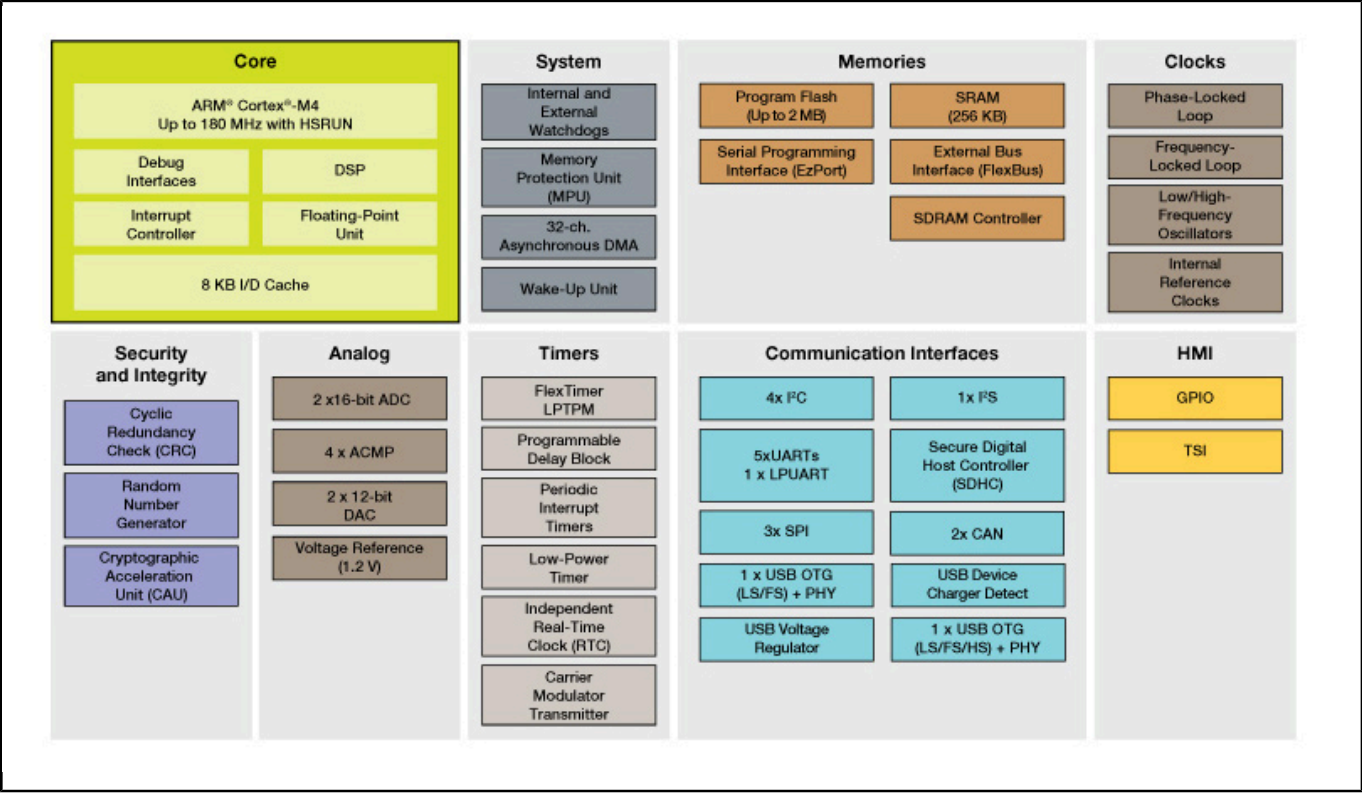 Core
ARM® Cortex®-M4
Up to 180 MHz with HSRUN
Debug
Interfaces
DSP
Interrupt
Controller
Floating-Point
Unit
8 KB I/D Cache
System
Internal and
External
Watchdogs
Memory
Protection Unit
(MPU)
32-ch.
Asynchronous DMA
Wake-Up Unit
Memories
Program Flash
(Up to 2 MB)
SRAM
(256 KB)
Serial Programming
Interface (EzPort)
External Bus
Interface (FlexBus)
SDRAM Controller
Clocks
Phase-Locked
Loop
Frequency-
Locked Loop
Low/High-
Frequency
Oscillators
Internal
Reference
Clocks
Security
and Integrity
Cyclic
Redundancy
Check (CRC)
Random
Number
Generator
Cryptographic
Acceleration
Unit (CAU)
Analog
2 x16-bit ADC
4 x ACMP
2 x 12-bit
DAC
Voltage Reference
(1.2 V)
Timers
FlexTimer
LPTPM
Programmable
Delay Block
Periodic
Interrupt
Timers
Low-Power
Timer
Independent
Real-Time
Clock (RTC)
Carrier
Modulator
Transmitter
Communication Interfaces
4x I²C
1x I²S
5xUARTs
1 x LPUART
Secure Digital
Host Controller
(SDHC)
3x SPI
2x CAN
1 x USB OTG
(LS/FS) + PHY
USB Device
Charger Detect
USB Voltage
Regulator
1 x USB OTG
(LS/FS/HS) + PHY
HMI
GPIO
TSI